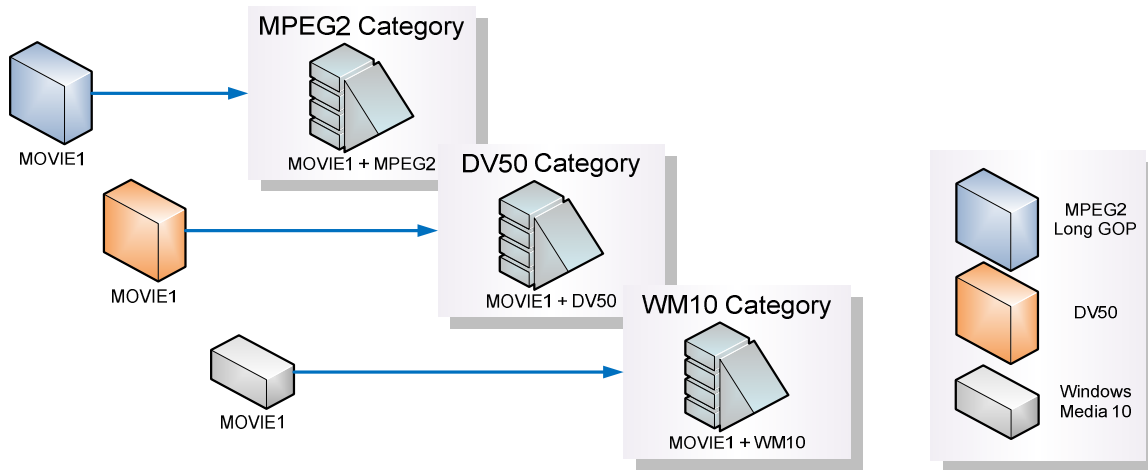 MPEG2 Category
MOVIE1
MOVIE1 + MPEG2
DV50 Category
MOVIE1
MOVIE1 + DV50
WM10 Category
MOVIE1
MOVIE1 + WM10
MPEG2
Long GOP
DV50
Windows
Media 10